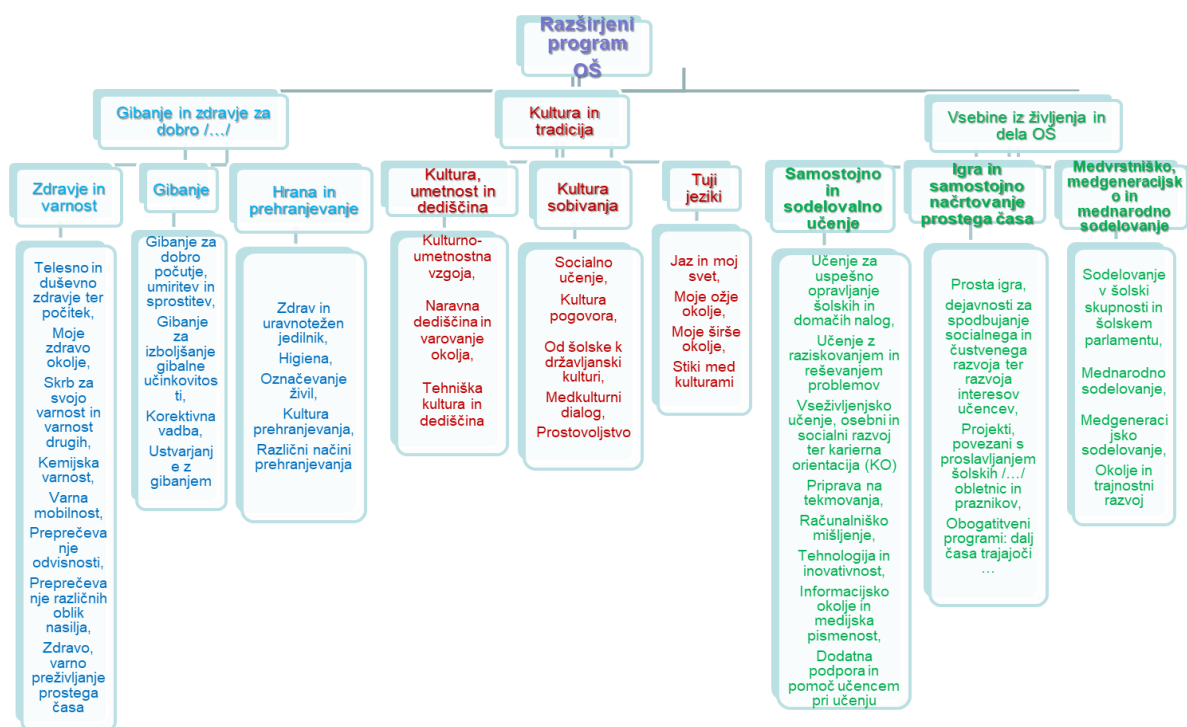 Razširjeni
program
OŠ
Gibanje in zdravje za
dobro /…/
Kultura in
tradicija
Vsebine iz življenja in
dela OŠ
Zdravje in
varnost
Gibanje
Hrana in
prehranjevanje
Kultura,
umetnost in
dediščina
Kultura
sobivanja
Tuji
jeziki
Samostojno
in
sodelovalno
učenje
Igra in
samostojno
načrtovanje
prostega časa
Medvrstniško,
medgeneracijsk
o in
mednarodno
sodelovanje
Telesno in
duševno
zdravje ter
počitek,
Moje
zdravo
okolje,
Skrb za
svojo
varnost in
varnost
drugih,
Kemijska
varnost,
Varna
mobilnost,
Preprečeva
nje
odvisnosti,
Preprečeva
nje različnih
oblik
nasilja,
Zdravo,
varno
preživljanje
prostega
časa
Gibanje za
dobro
počutje,
umiritev in
sprostitev,
Gibanje
za
izboljšanje
gibalne
učinkovitos
ti,
Korektivna
vadba,
Ustvarjanj
e z
gibanjem
Zdrav in
uravnotežen
jedilnik,
Higiena,
Označevanje
živil,
Kultura
prehranjevanja,
Različni načini
prehranjevanja
Kulturno-
umetnostna
vzgoja,
Naravna
dediščina in
varovanje
okolja,
Tehniška
kultura in
dediščina
Socialno
učenje,
Kultura
pogovora,
Od šolske k
državljanski
kulturi,
Medkulturni
dialog,
Prostovoljstvo
Jaz in moj
svet,
Moje ožje
okolje,
Moje širše
okolje,
Stiki med
kulturami
Učenje za
uspešno
opravljanje
šolskih in
domačih nalog,
Učenje z
raziskovanjem in
reševanjem
problemov
Vseživljenjsko
učenje, osebni in
socialni razvoj
ter karierna
orientacija (KO)
Priprava na
tekmovanja,
Računalniško
mišljenje,
Tehnologija in
inovativnost,
Informacijsko
okolje in
medijska
pismenost,
Dodatna
podpora in
pomoč učencem
pri učenju
Prosta igra,
dejavnosti za
spodbujanje
socialnega in
čustvenega
razvoja ter
razvoja
interesov
učencev,
Projekti,
povezani s
proslavljanjem
šolskih /…/
obletnic in
praznikov,
Obogatitveni
programi: dalj
časa trajajoči
…
Sodelovanje
v šolski
skupnosti in
šolskem
parlamentu,
Mednarodno
sodelovanje,
Medgeneraci
jsko
sodelovanje,
Okolje in
trajnostni
razvoj